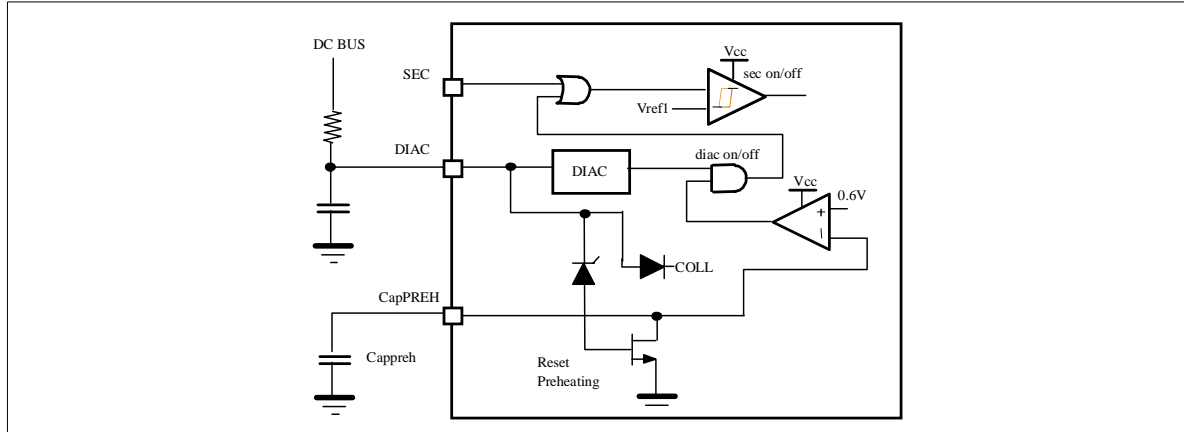 DC BUS
Vcc
SEC
sec on/off
Vref1
DIAC
DIAC
diac on/off
Vcc
0.6V
+
-
COLL
CapPREH
Cappreh
Reset
Preheating